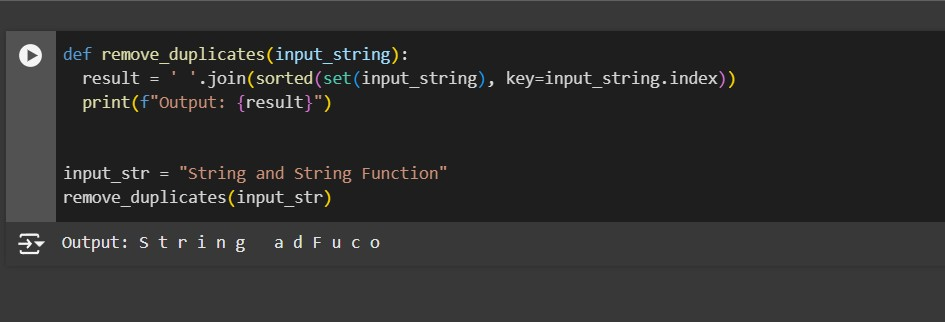 def remove_duplicates(input_string):
  result = ' '.join(sorted(set(input_string), key=input_string.index))
  print(f"Output: {result}")
input_str = "String and String Function"
remove_duplicates(input_str)
Output: S t r i n g   a d F u c o